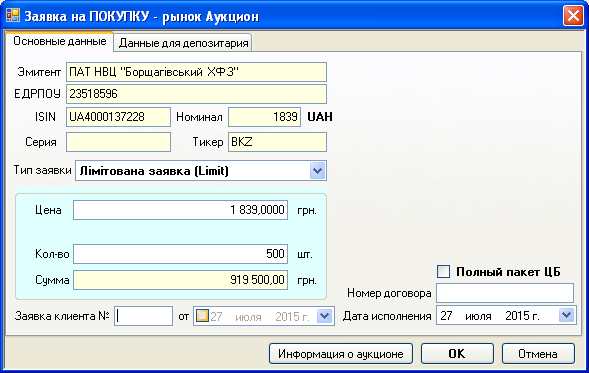 Заявка на ПОКУПКУ - рынок Аукцион
Основные данные Данные для депозитария
Эмитент ПАТ НВЦ "Борщагівський ХФЗ"
ЕДРПОУ 23518596
ISIN UA4000137228 Номинал 1839 UAH
Серия Тикер BKZ
Тип заявки Лімітована заявка (Limit)
Цена 1 839,0000 грн.
Кол-во 500 шт.
Сумма 919 500,00 грн.
Полный пакет ЦБ
Номер договора
Заявка клиента № от 27 июля 2015 г. Дата исполнения 27 июля 2015 г.
Информация о аукционе OK Отмена